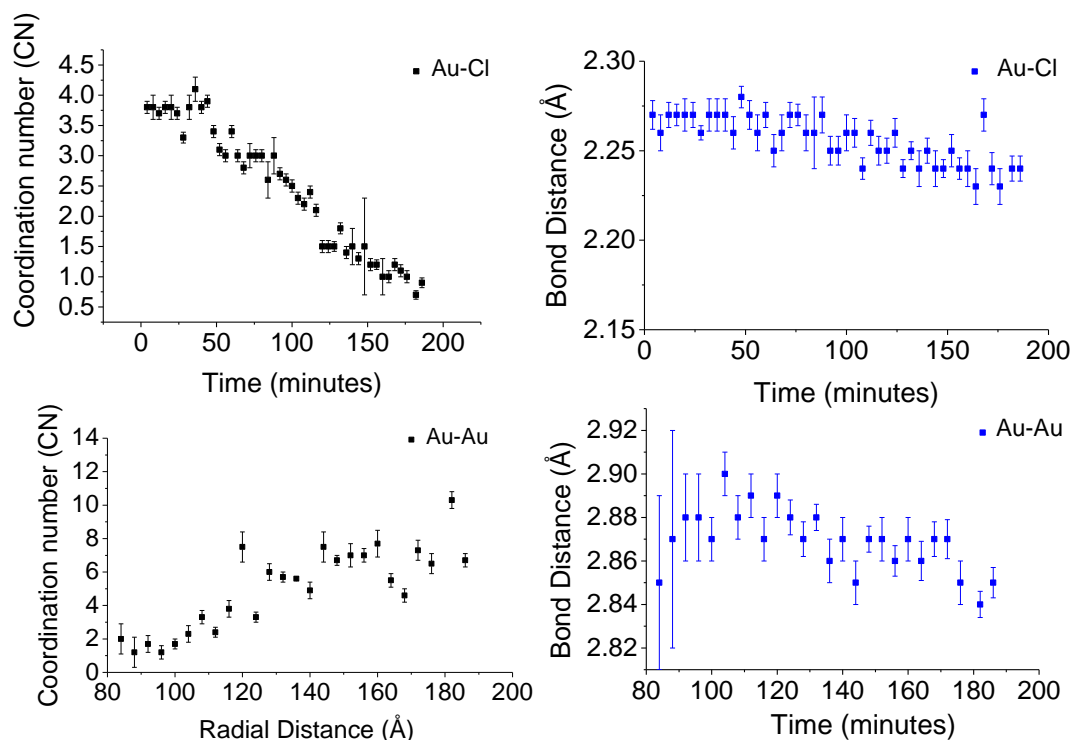 Coordination number (CN)
4.5
4.0
3.5
3.0
2.5
2.0
1.5
1.0
0.5
Au-Cl
0 50 100 150 200
Time (minutes)
Bond Distance (Å)
2.30
2.25
2.20
2.15
Au-Cl
0 50 100 150 200
Time (minutes)
Coordination number (CN)
14
12
10
8
6
4
2
0
Au-Au
80 100 120 140 160 180 200
Radial Distance (Å)
Bond Distance (Å)
2.92
2.90
2.88
2.86
2.84
2.82
Au-Au
80 100 120 140 160 180 200
Time (minutes)